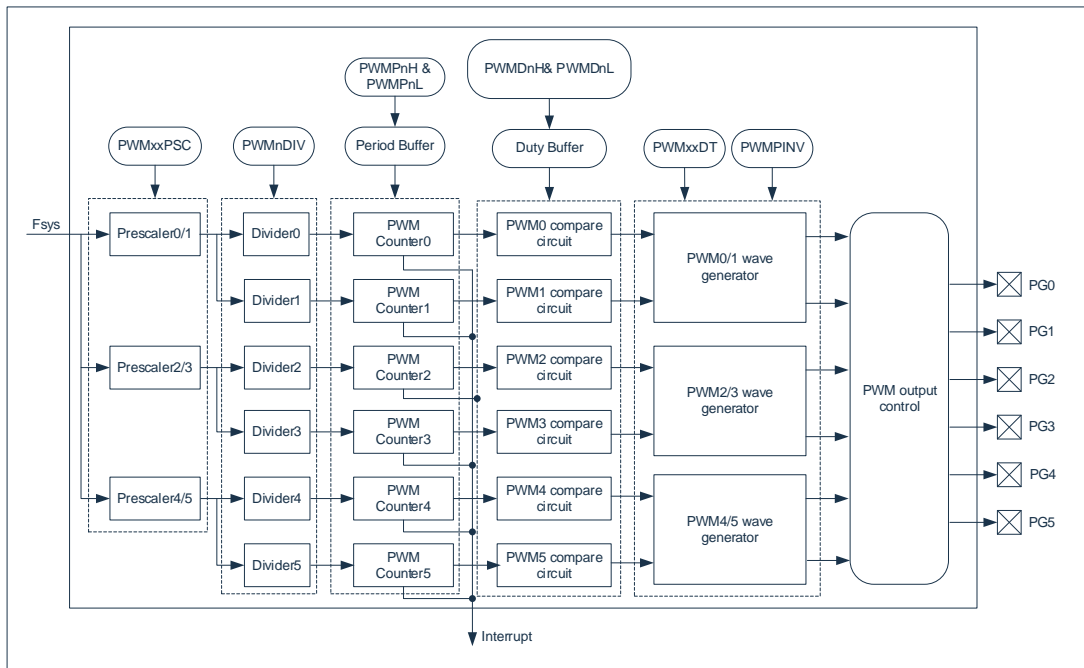 PWMPnH &
PWMPnL
PWMDnH& PWMDnL
PWMxxPSC
PWMnDIV
Period Buffer
Duty Buffer
PWMxxDT
PWMPINV
Fsys
Prescaler0/1
Divider0
PWM
Counter0
PWM0 compare
circuit
PWM0/1 wave
generator
Divider1
PWM
Counter1
PWM1 compare
circuit
Prescaler2/3
Divider2
PWM
Counter2
PWM2 compare
circuit
PWM2/3 wave
generator
Divider3
PWM
Counter3
PWM3 compare
circuit
Prescaler4/5
Divider4
PWM
Counter4
PWM4 compare
circuit
PWM4/5 wave
generator
Divider5
PWM
Counter5
PWM5 compare
circuit
PWM output
control
PG0
PG1
PG2
PG3
PG4
PG5
Interrupt